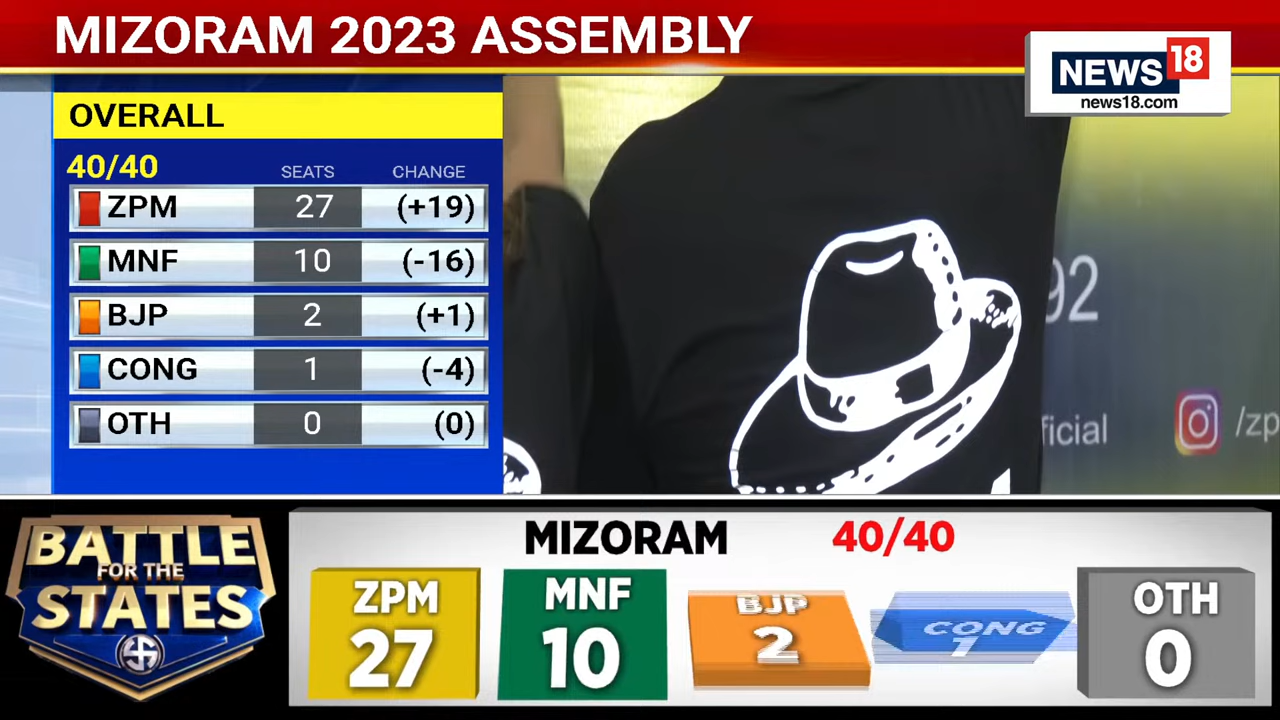 MIZORAM 2023 ASSEMBLY
NEWS 18
news18.com
OVERALL
40/40 SEATS CHANGE
ZPM 27 (+19)
MNF 10 (-16)
BJP 2 (+1)
CONG 1 (-4)
OTH 0 (0)
92
ficial
/zp
BATTLE
FOR THE
STATES
MIZORAM 40/40
ZPM MNF BJP CONG OTH
27 10 2 1 0